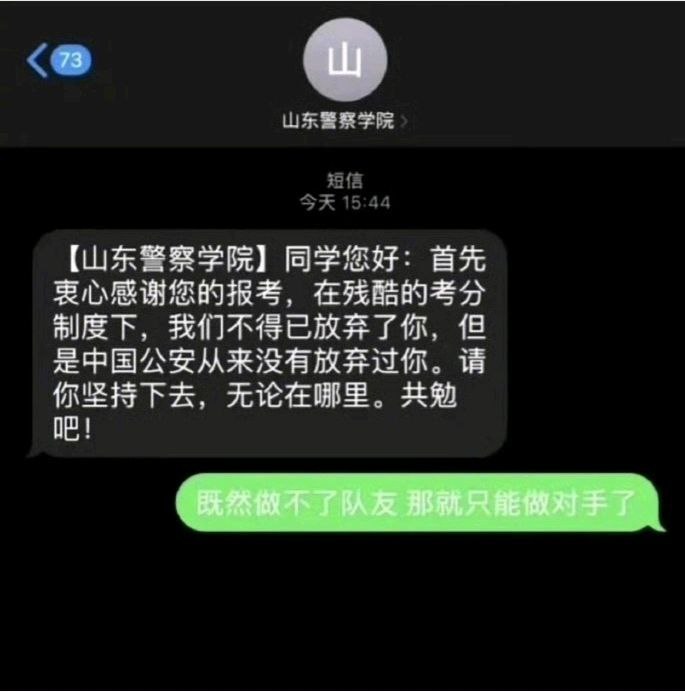 73
山
山东警察学院
短信
今天 15:44
【山东警察学院】同学您好：首先
衷心感谢您的报考，在残酷的考分
制度下，我们不得已放弃了你，但
是中国公安从来没有放弃过你。请
你坚持下去，无论在哪里。共勉
吧！
既然做不了队友 那就只能做对手了